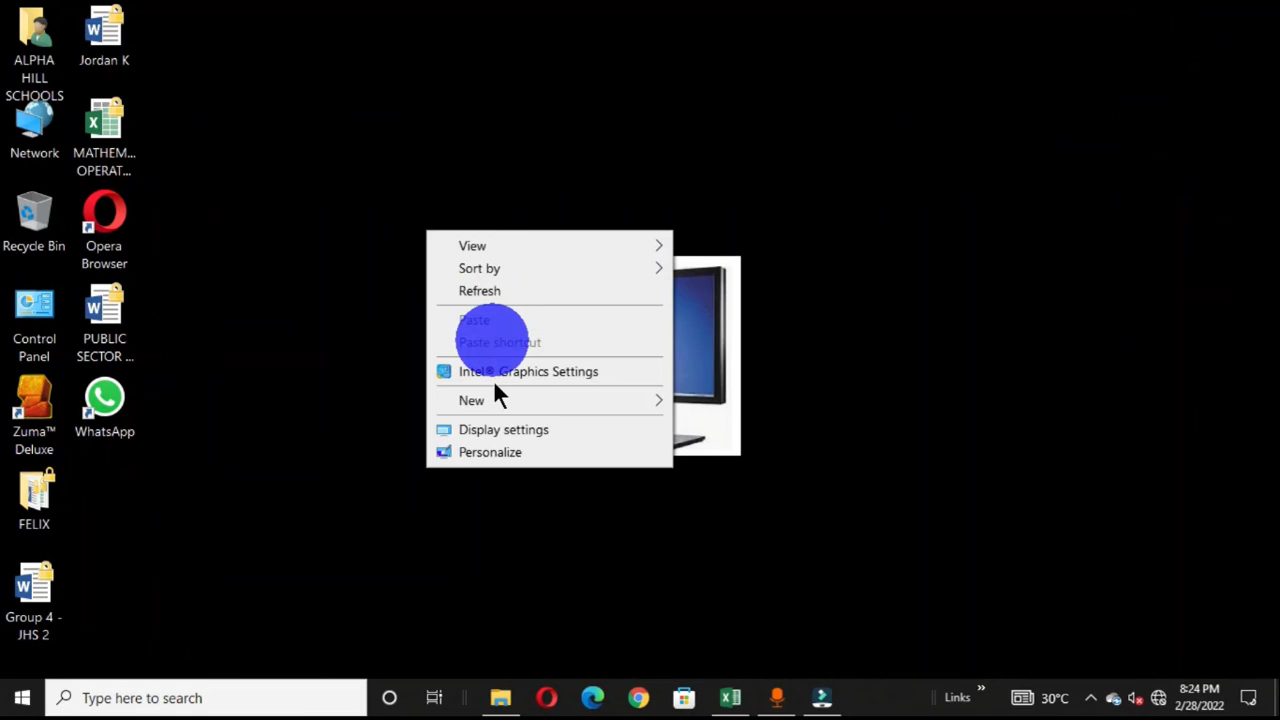 ALPHA
HILL
SCHOOLS
Jordan K
Network
MATHEM...
OPERAT...
Recycle Bin
Opera
Browser
Control
Panel
PUBLIC
SECTOR ...
Zuma™
Deluxe
WhatsApp
FELIX
Group 4 -
JHS 2
View
Sort by
Refresh
Paste
Paste shortcut
Intel® Graphics Settings
New
Display settings
Personalize
Type here to search
Links
30°C
8:24 PM
2/28/2022